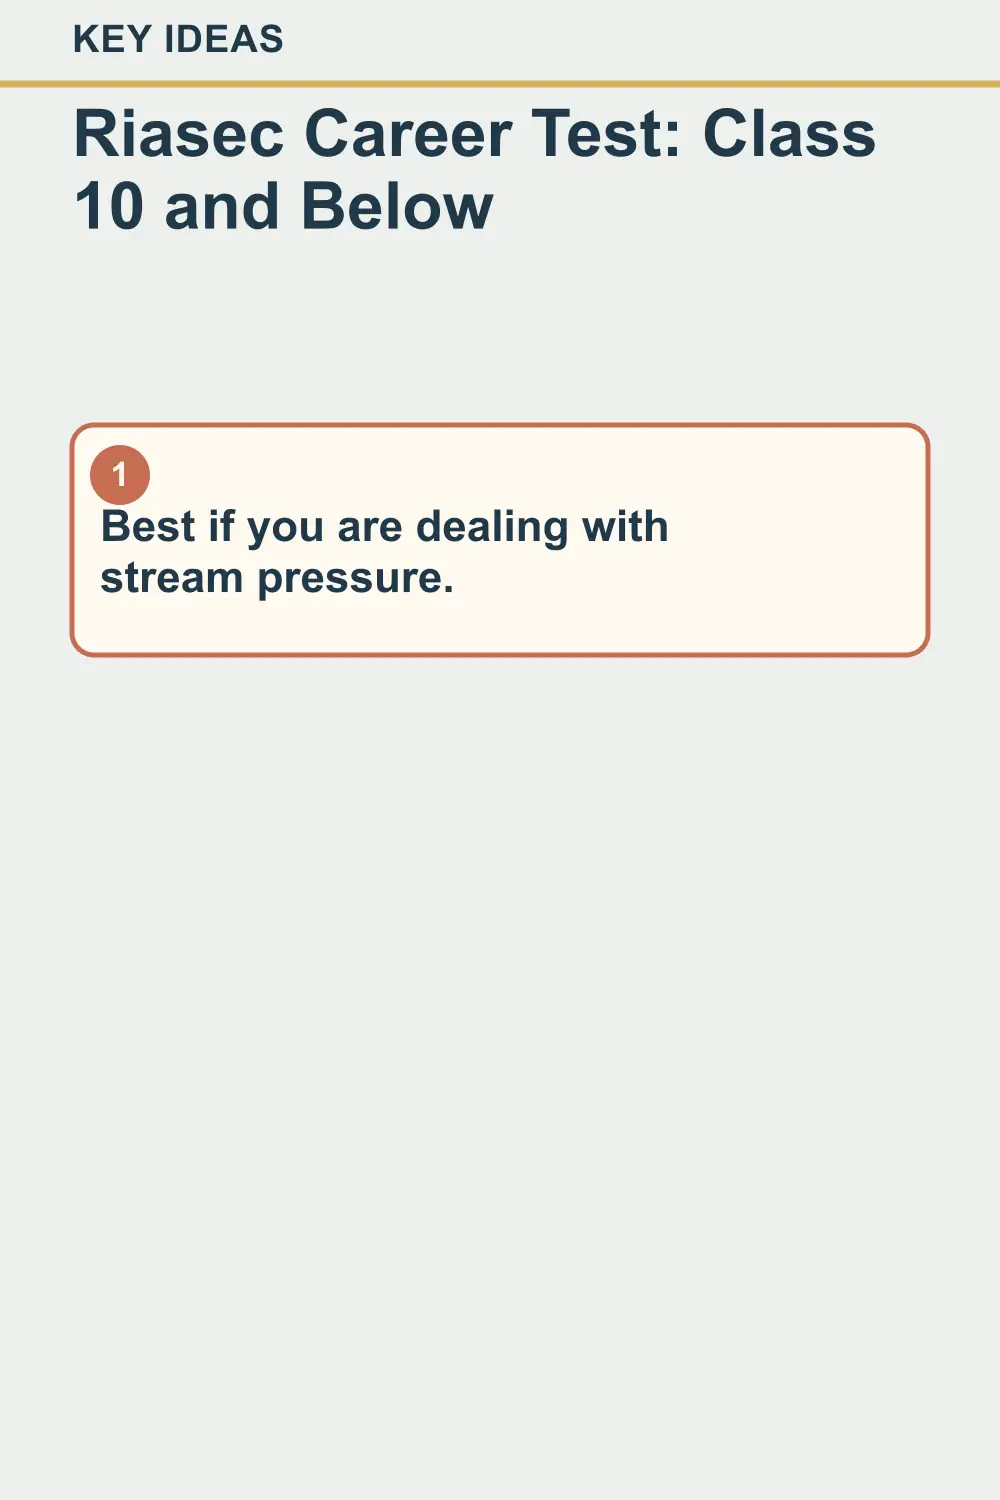 KEY IDEAS
Riasec Career Test: Class
10 and Below
1
Best if you are dealing with
stream pressure.